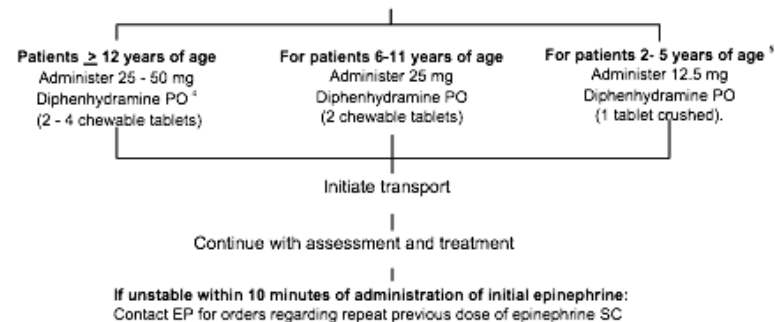 Patients ≥ 12 years of age
Administer 25 - 50 mg
Diphenhydramine PO ⁴
(2 - 4 chewable tablets)
For patients 6-11 years of age
Administer 25 mg
Diphenhydramine PO
(2 chewable tablets)
For patients 2- 5 years of age ⁵
Administer 12.5 mg
Diphenhydramine PO
(1 tablet crushed).
Initiate transport
Continue with assessment and treatment
If unstable within 10 minutes of administration of initial epinephrine:
Contact EP for orders regarding repeat previous dose of epinephrine SC